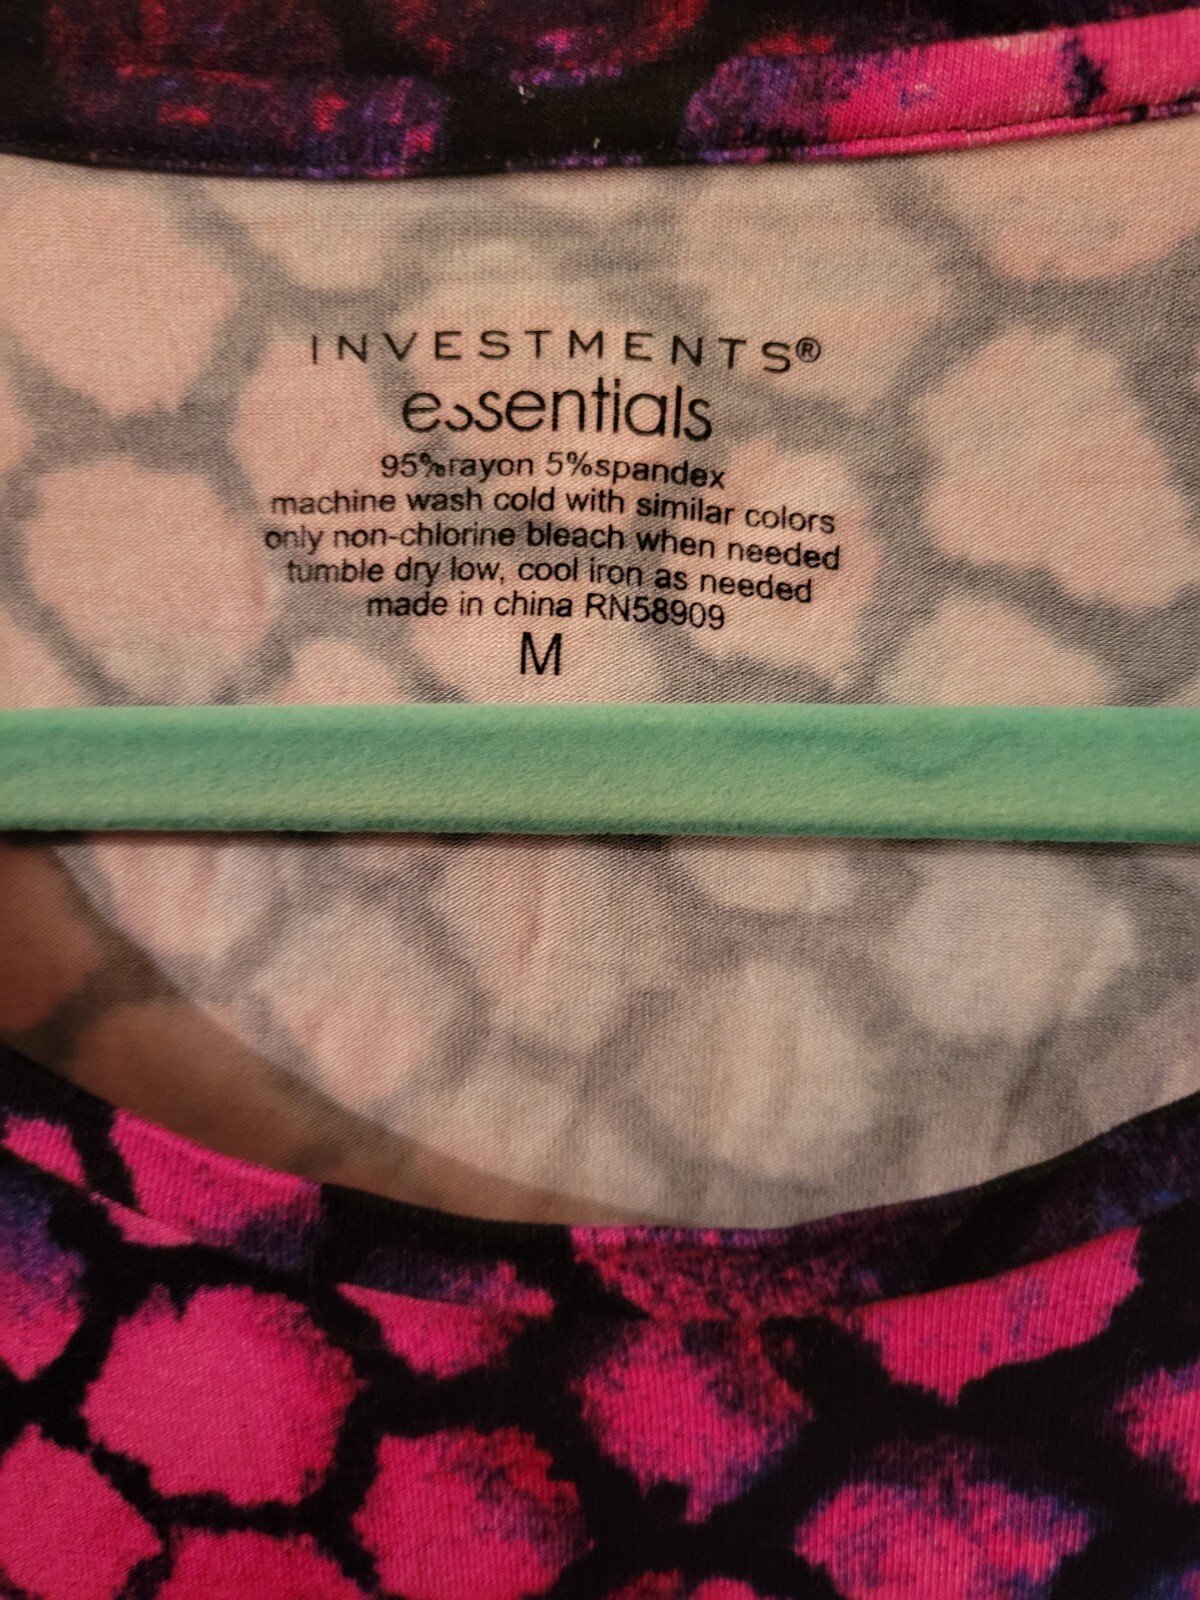 INVESTMENTS®
essentials
95%rayon 5%spandex
machine wash cold with similar colors
only non-chlorine bleach when needed
tumble dry low, cool iron as needed
made in china RN58909
M